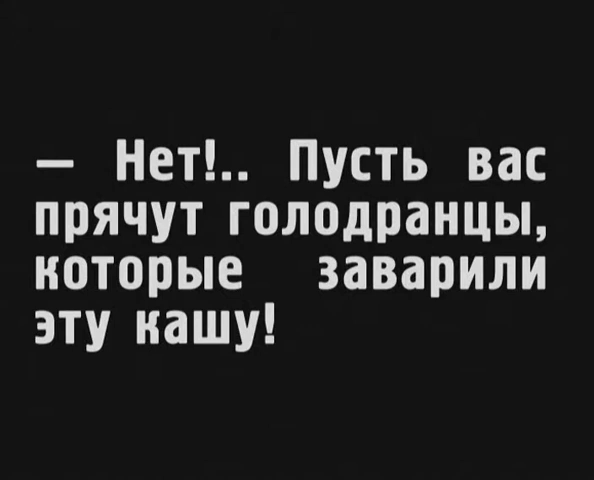 — Нет!.. Пусть вас
прячут голодранцы,
которые заварили
эту кашу!